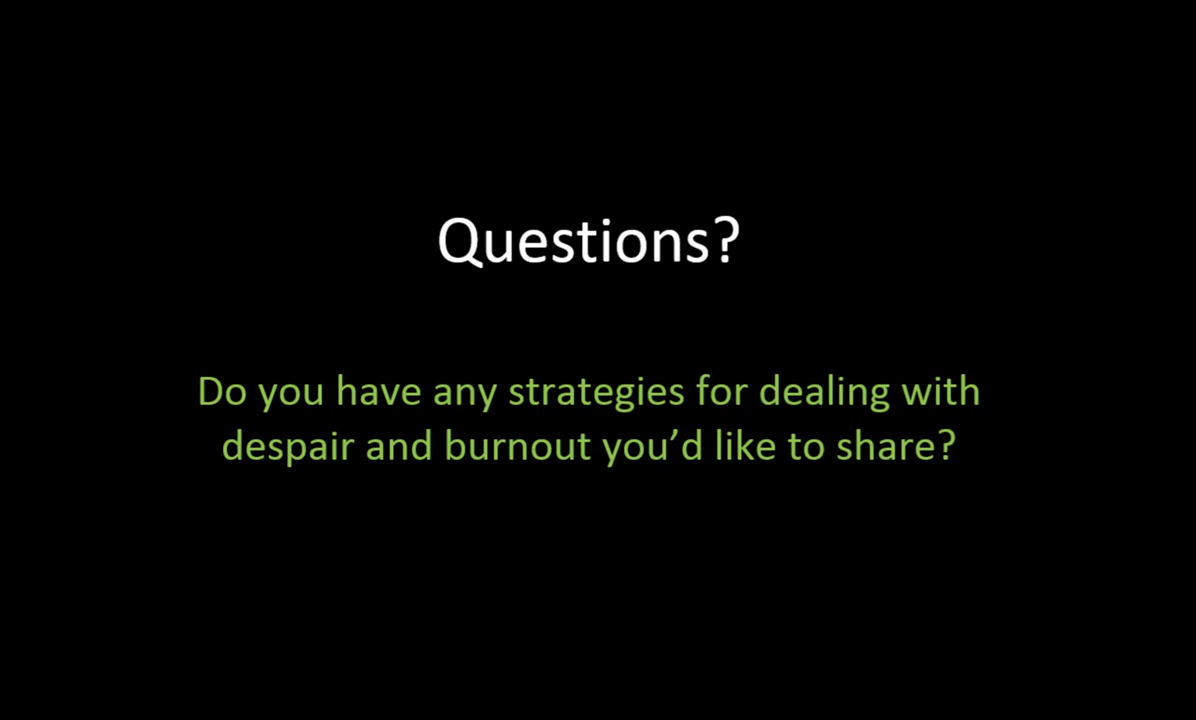 Questions?
Do you have any strategies for dealing with
despair and burnout you’d like to share?